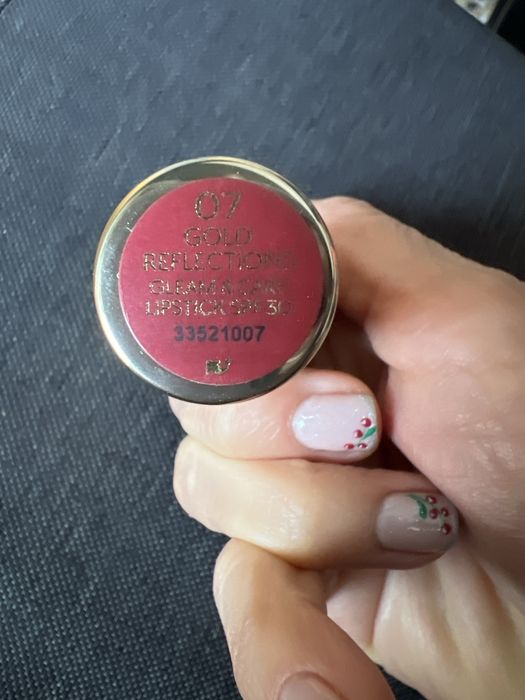 07
GOLD
REFLECTIONS
GLEAM & CARE
LIPSTICK SPF 30
33521007